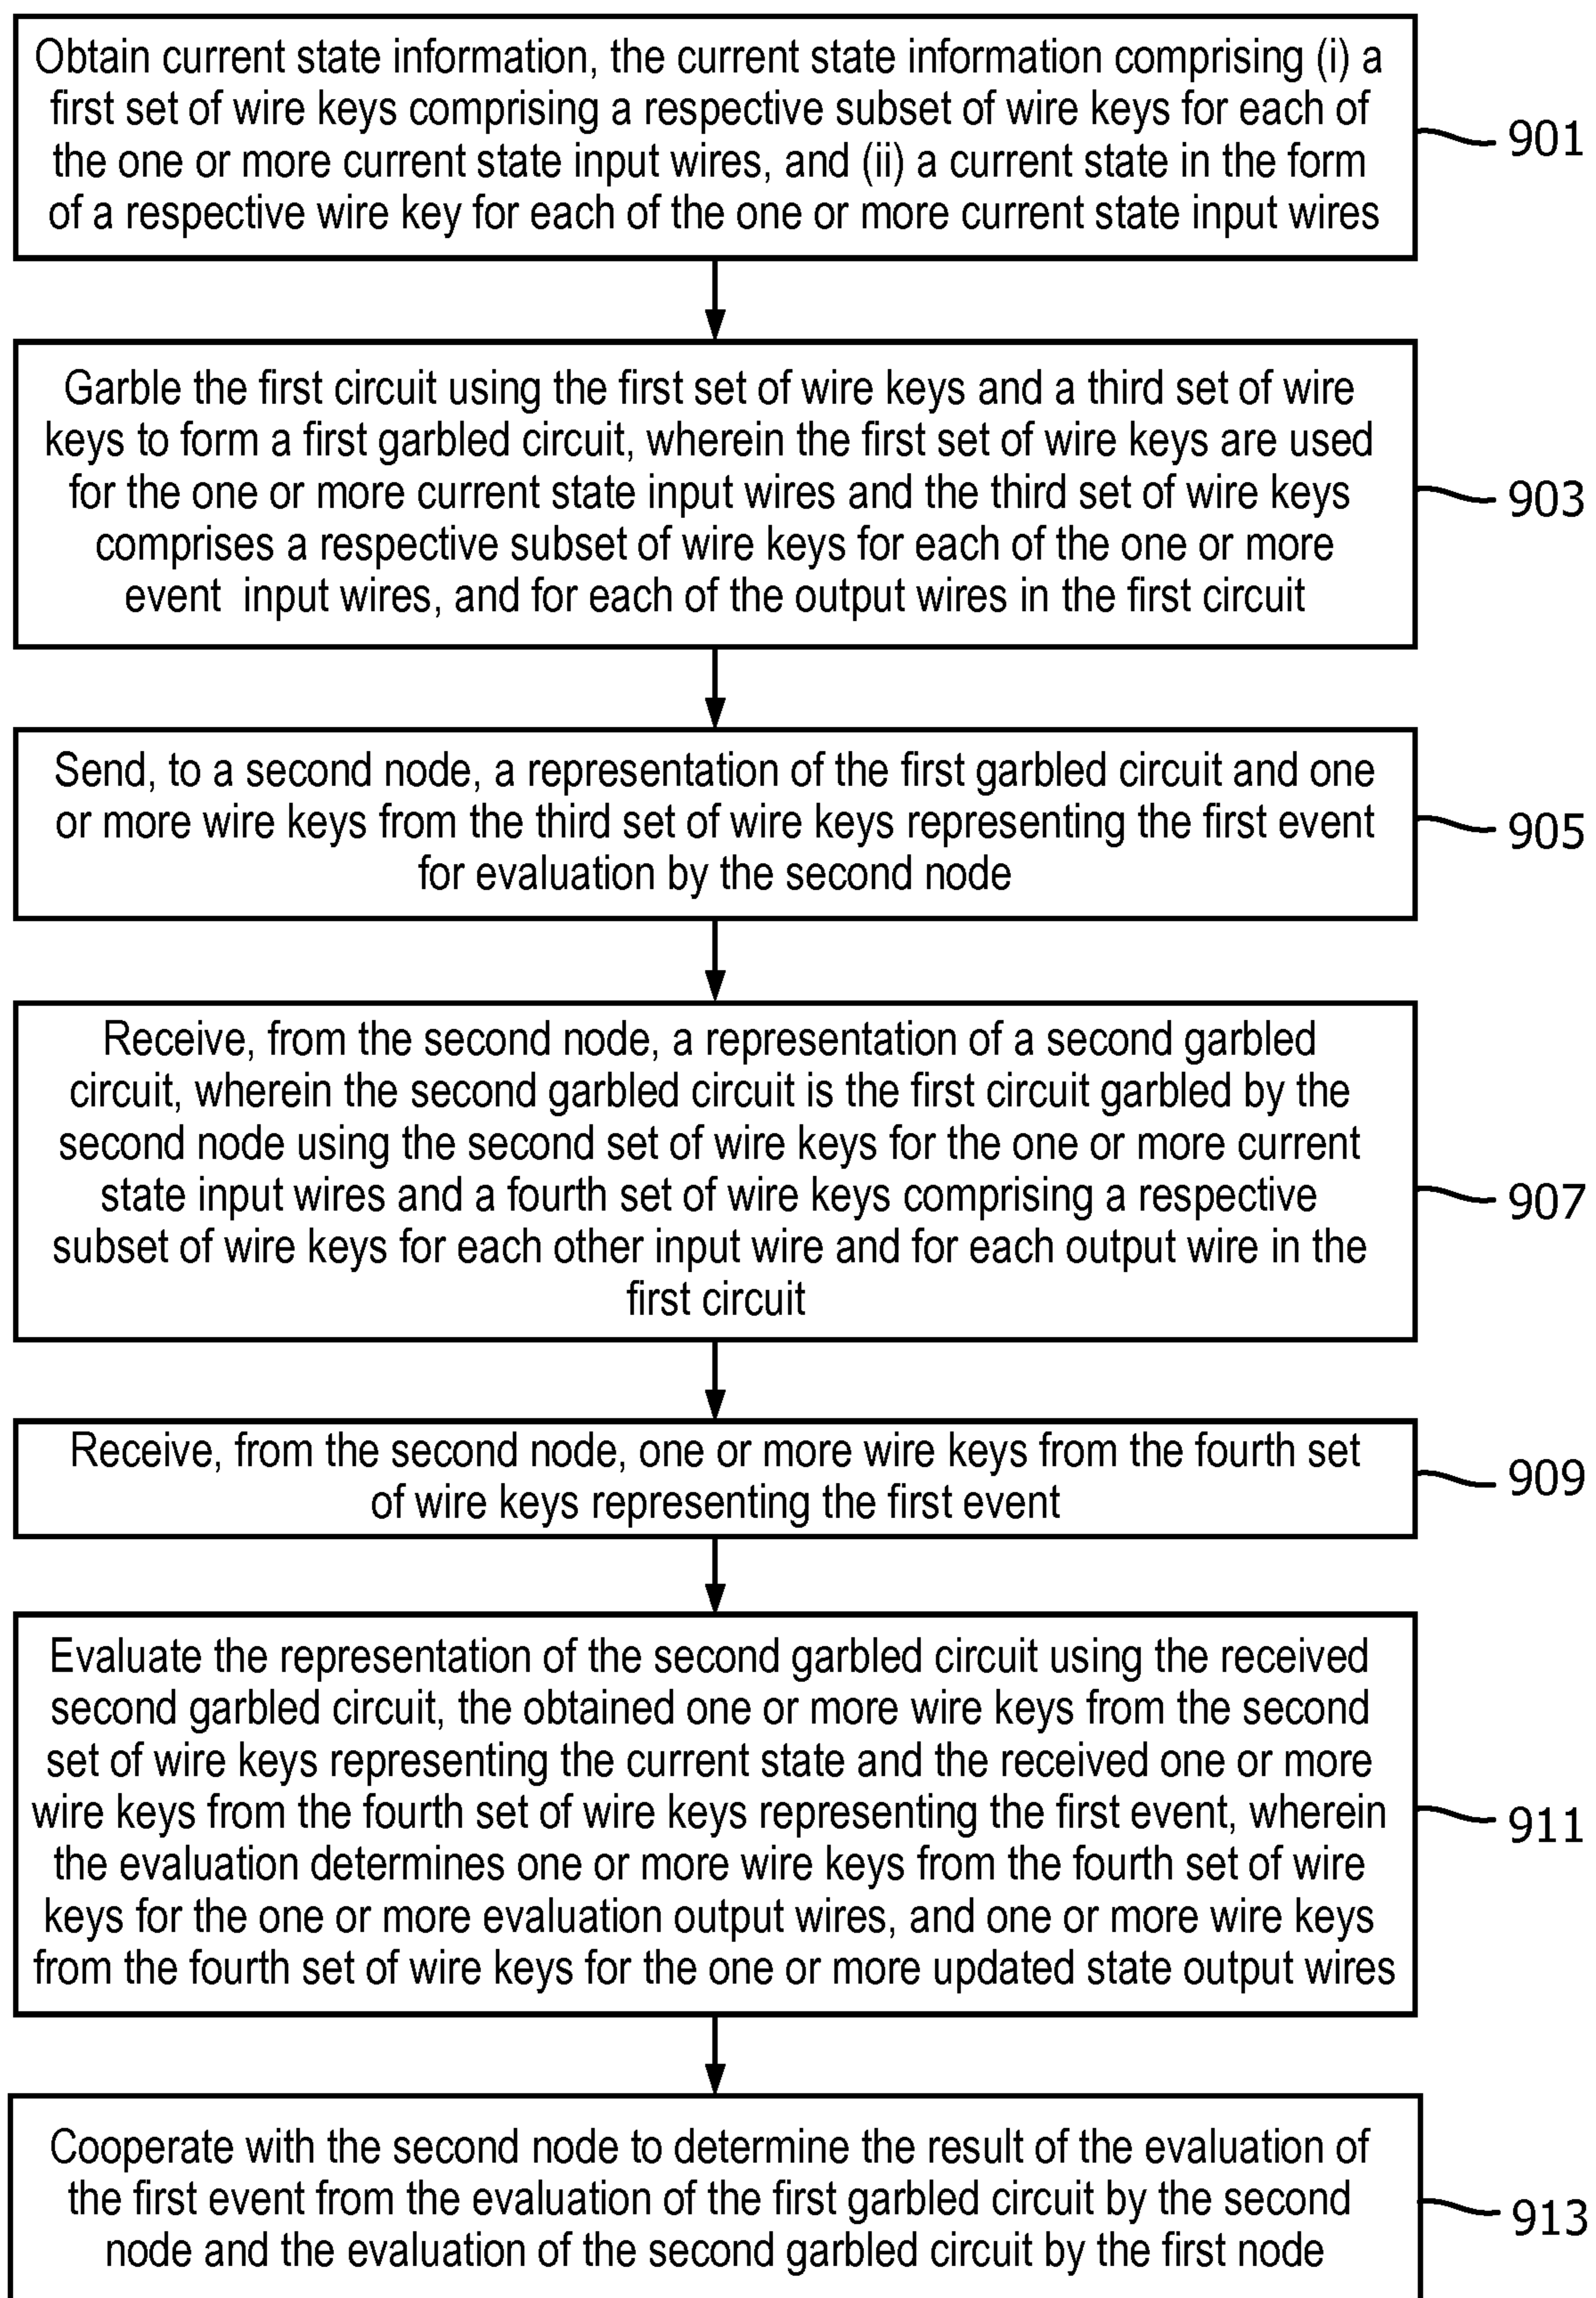 Obtain current state information, the current state information comprising (i) a
first set of wire keys comprising a respective subset of wire keys for each of
the one or more current state input wires, and (ii) a current state in the form
of a respective wire key for each of the one or more current state input wires
901
Garble the first circuit using the first set of wire keys and a third set of wire
keys to form a first garbled circuit, wherein the first set of wire keys are used
for the one or more current state input wires and the third set of wire keys
comprises a respective subset of wire keys for each of the one or more
event input wires, and for each of the output wires in the first circuit
903
Send, to a second node, a representation of the first garbled circuit and one
or more wire keys from the third set of wire keys representing the first event
for evaluation by the second node
905
Receive, from the second node, a representation of a second garbled
circuit, wherein the second garbled circuit is the first circuit garbled by the
second node using the second set of wire keys for the one or more current
state input wires and a fourth set of wire keys comprising a respective
subset of wire keys for each other input wire and for each output wire in the
first circuit
907
Receive, from the second node, one or more wire keys from the fourth set
of wire keys representing the first event
909
Evaluate the representation of the second garbled circuit using the received
second garbled circuit, the obtained one or more wire keys from the second
set of wire keys representing the current state and the received one or more
wire keys from the fourth set of wire keys representing the first event, wherein
the evaluation determines one or more wire keys from the fourth set of wire
keys for the one or more evaluation output wires, and one or more wire keys
from the fourth set of wire keys for the one or more updated state output wires
911
Cooperate with the second node to determine the result of the evaluation of
the first event from the evaluation of the first garbled circuit by the second
node and the evaluation of the second garbled circuit by the first node
913